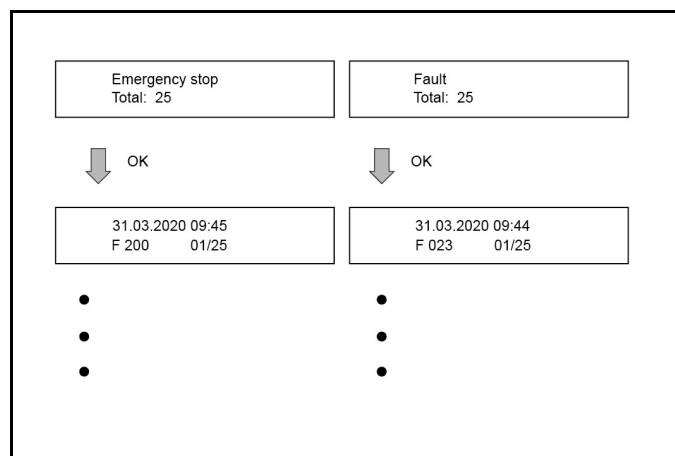 Emergency stop
Total: 25
Fault
Total: 25
OK
OK
31.03.2020 09:45
F 200 01/25
31.03.2020 09:44
F 023 01/25